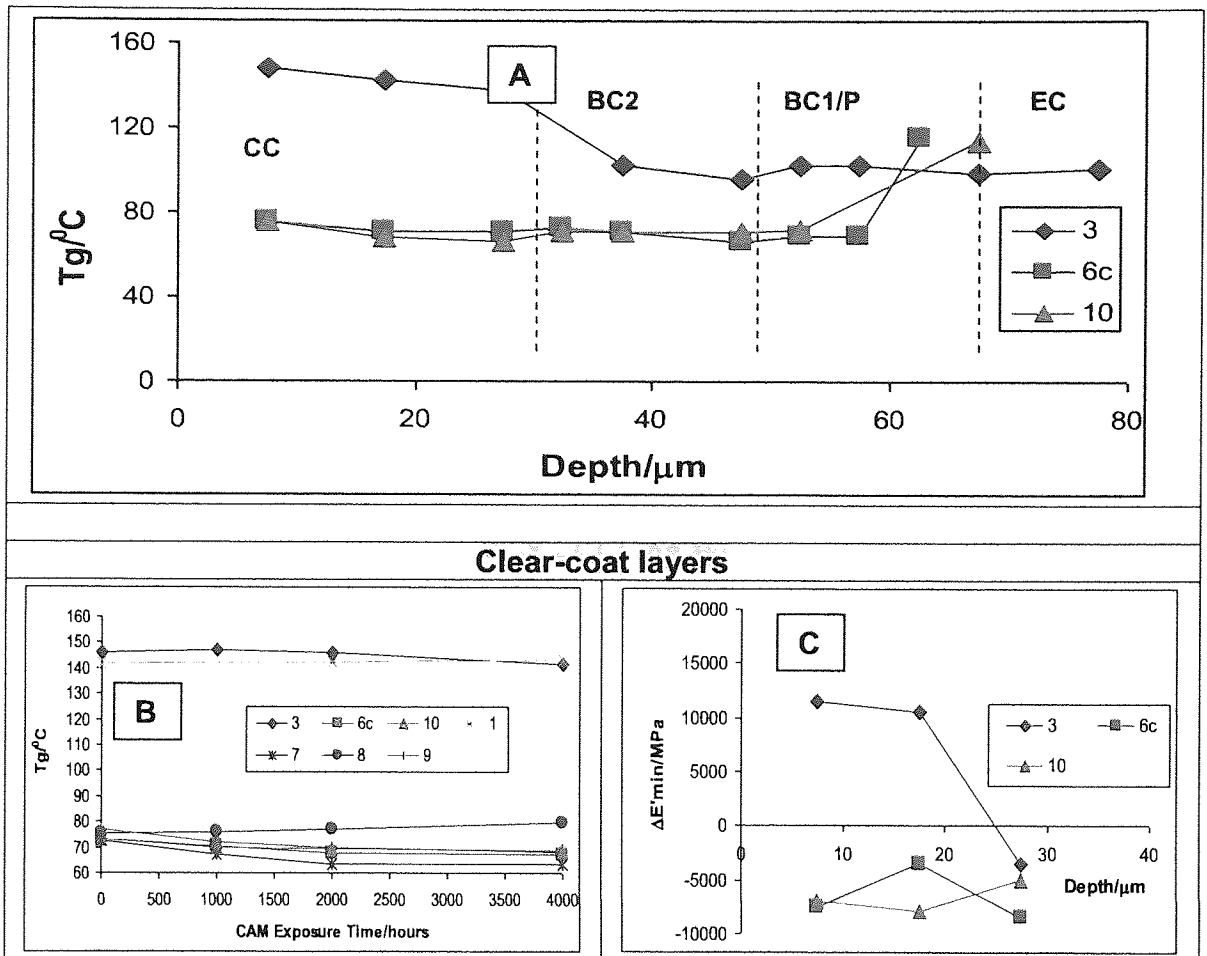 160
120
80
40
0
Tg/⁰C
A
CC
BC2
BC1/P
EC
3
6c
10
0 20 40 60 80
Depth/μm
Clear-coat layers
160
150
140
130
120
110
100
90
80
70
60
Tg/⁰C
B
3 6c 10 1
7 8 9
0 500 1000 1500 2000 2500 3000 3500 4000
CAM Exposure Time/hours
20000
15000
10000
5000
0
-5000
-10000
ΔE'min/MPa
C
3 6c
10
0 10 20 30 40
Depth/μm